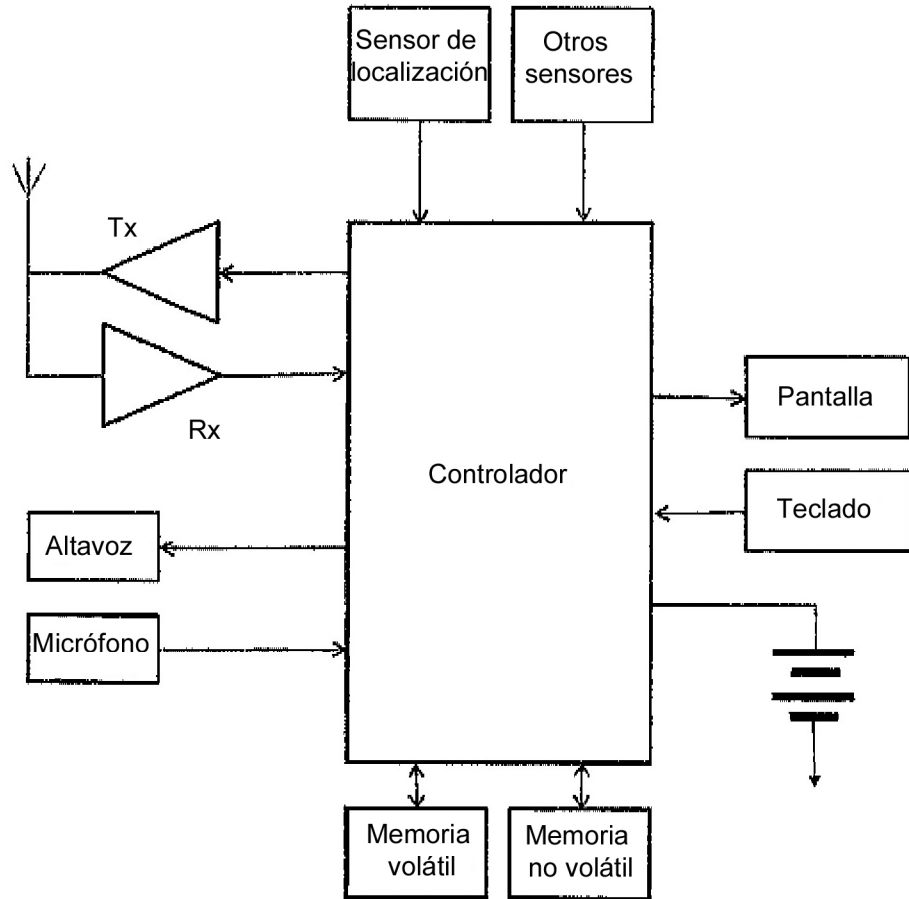 Sensor de
localización
Otros
sensores
Tx
Rx
Pantalla
Controlador
Teclado
Altavoz
Micrófono
Memoria
volátil
Memoria
no volátil